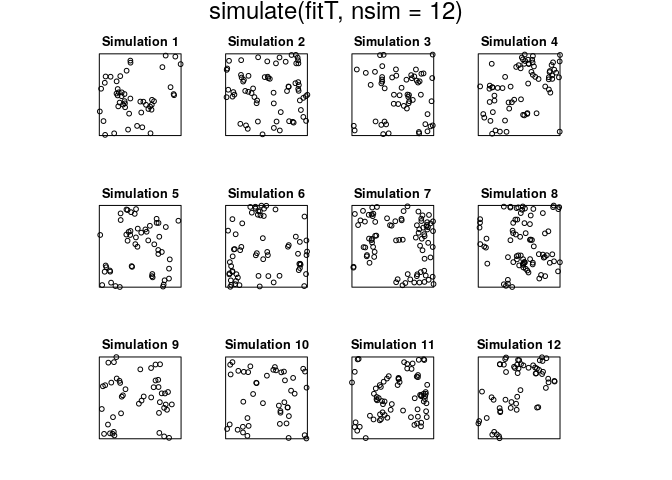 simulate(fitT, nsim = 12)
Simulation 1
Simulation 2
Simulation 3
Simulation 4
Simulation 5
Simulation 6
Simulation 7
Simulation 8
Simulation 9
Simulation 10
Simulation 11
Simulation 12